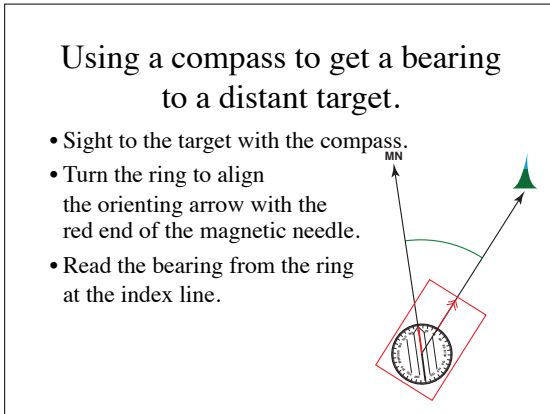 Using a compass to get a bearing
to a distant target.
• Sight to the target with the compass.
MN
• Turn the ring to align
the orienting arrow with the
red end of the magnetic needle.
• Read the bearing from the ring
at the index line.